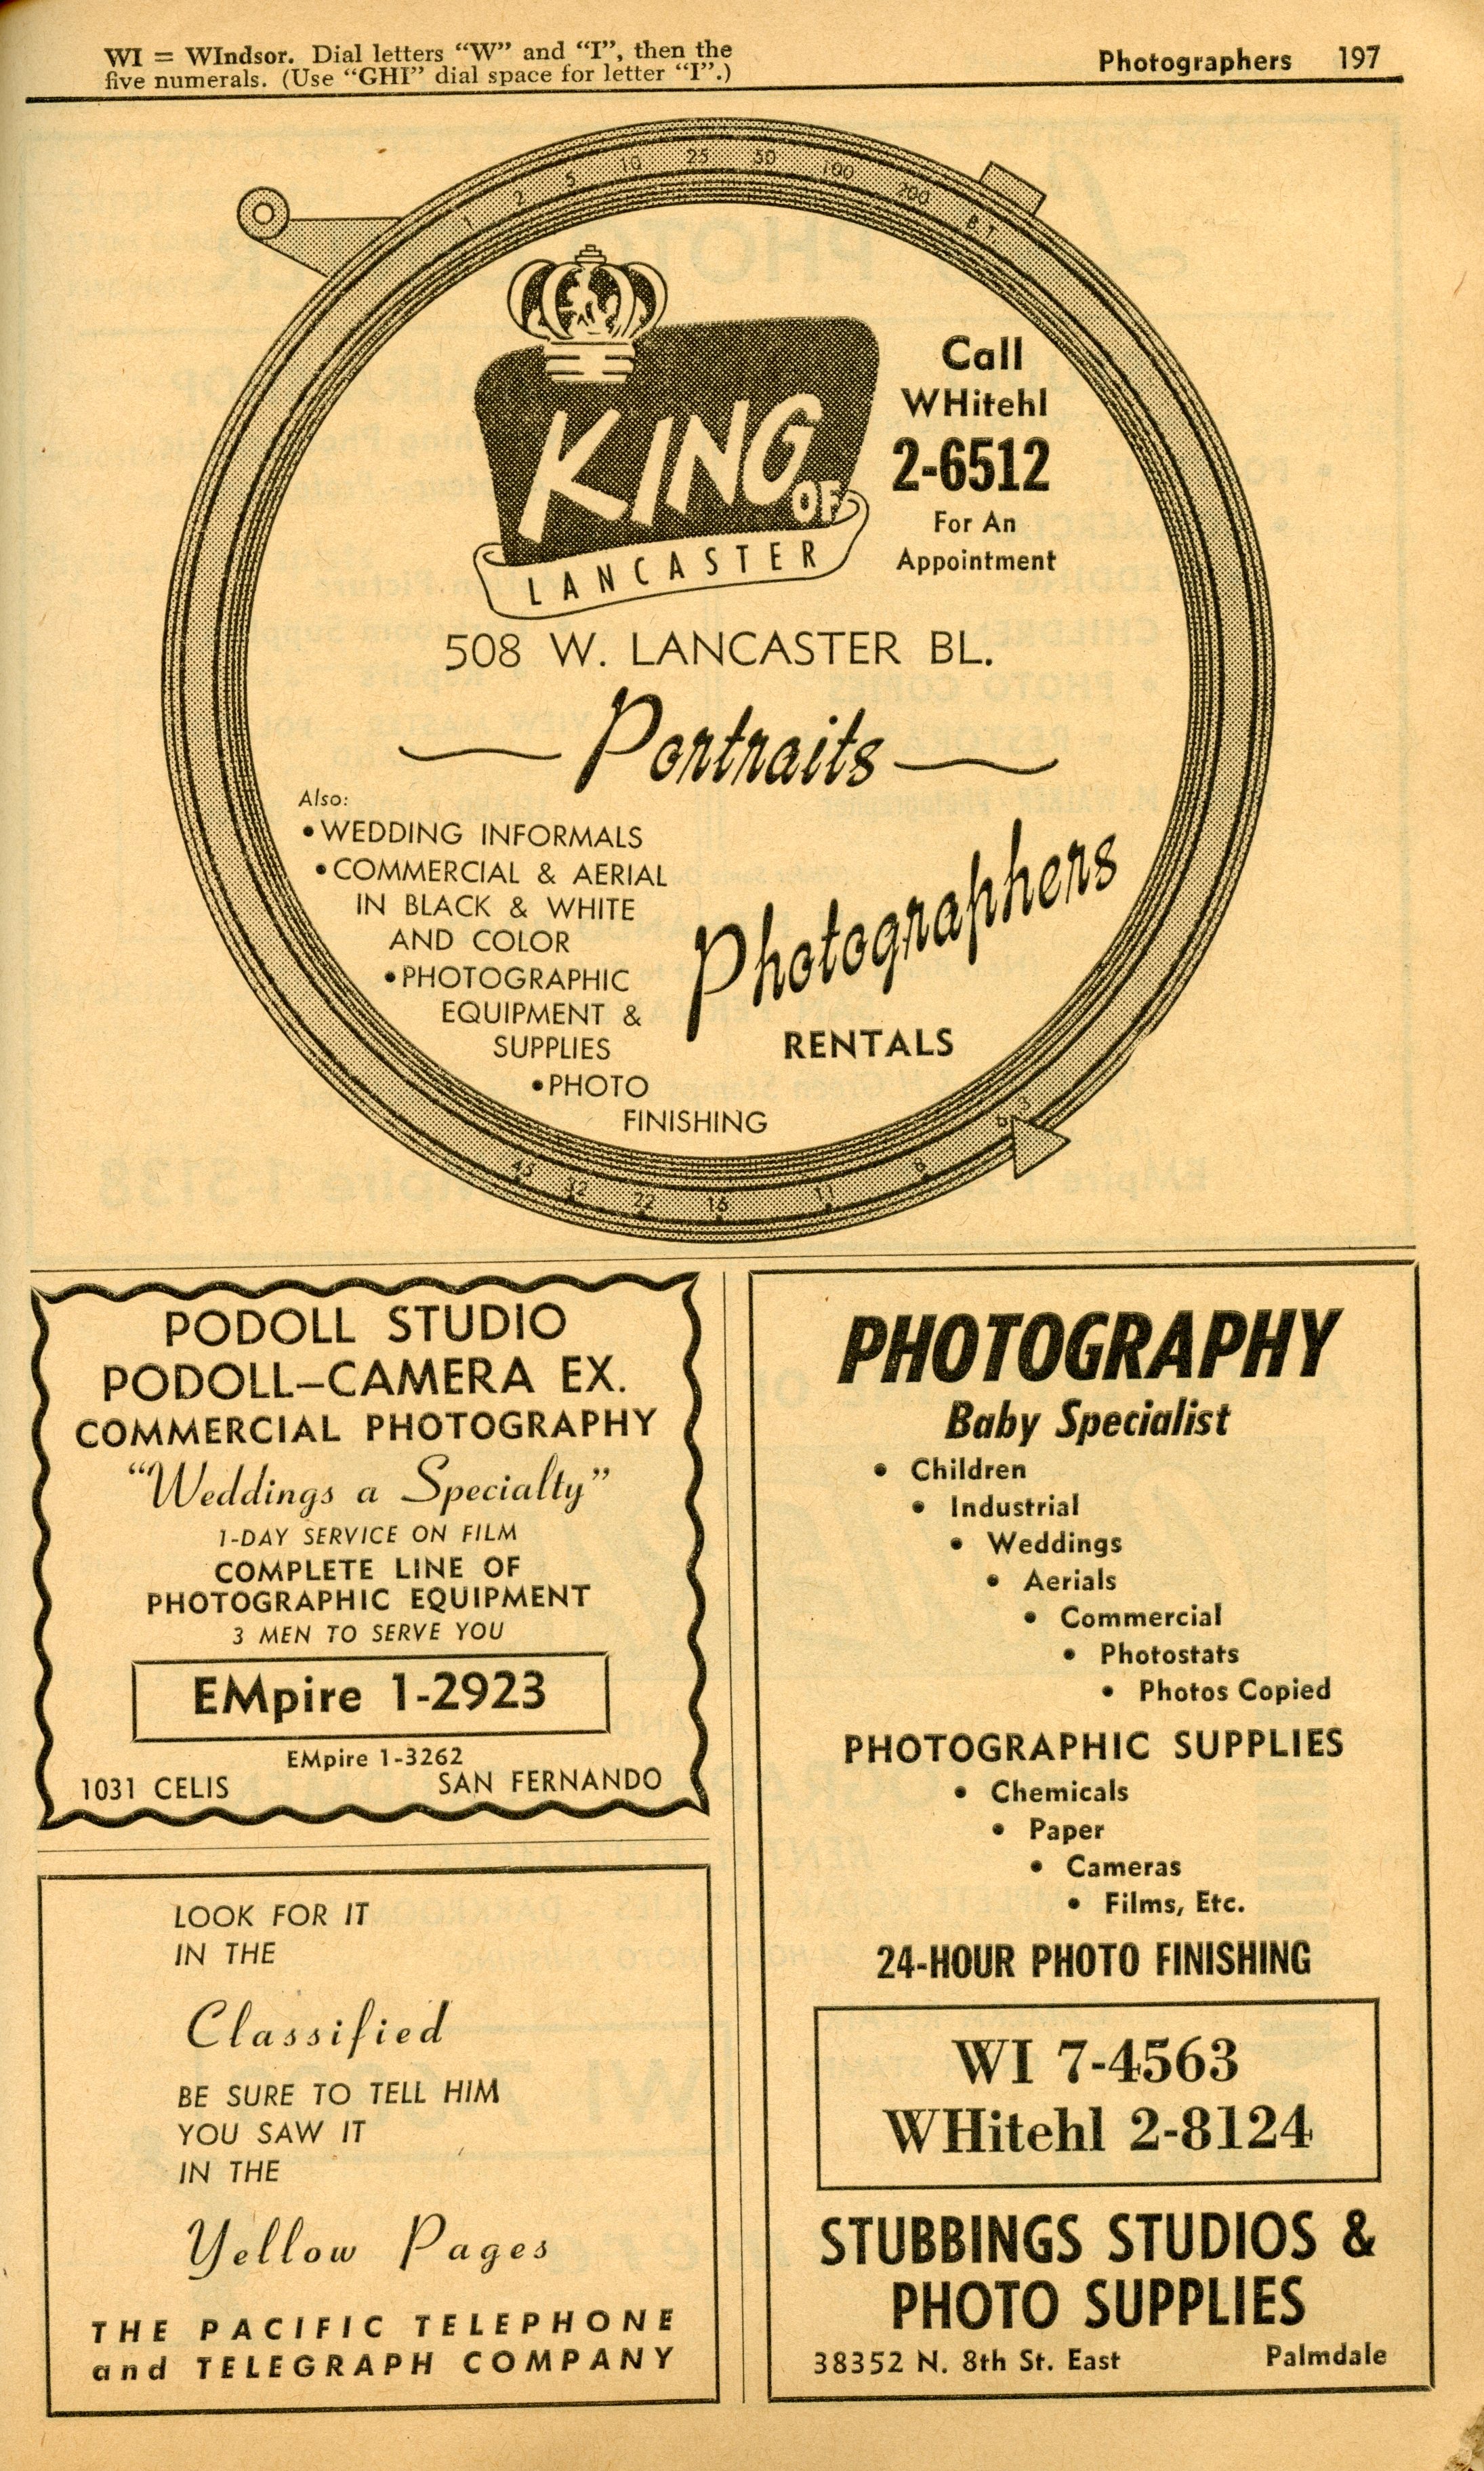 WI = WIndsor. Dial letters “W” and “I”, then the
five numerals. (Use “GHI” dial space for letter “I”.)
Photographers 197
1 2 5 10 25 50 100 200 B T
KING
OF
LANCASTER
Call
WHitehl
2-6512
For An
Appointment
508 W. LANCASTER BL.
Portraits
Also:
• WEDDING INFORMALS
• COMMERCIAL & AERIAL
IN BLACK & WHITE
AND COLOR
• PHOTOGRAPHIC
EQUIPMENT &
SUPPLIES
• PHOTO
FINISHING
Photographers
RENTALS
45 32 22 16 11 8
PODOLL STUDIO
PODOLL–CAMERA EX.
COMMERCIAL PHOTOGRAPHY
“Weddings a Specialty”
1-DAY SERVICE ON FILM
COMPLETE LINE OF
PHOTOGRAPHIC EQUIPMENT
3 MEN TO SERVE YOU
EMpire 1-2923
EMpire 1-3262
1031 CELIS SAN FERNANDO
LOOK FOR IT
IN THE
Classified
BE SURE TO TELL HIM
YOU SAW IT
IN THE
Yellow Pages
THE PACIFIC TELEPHONE
and TELEGRAPH COMPANY
PHOTOGRAPHY
Baby Specialist
• Children
• Industrial
• Weddings
• Aerials
• Commercial
• Photostats
• Photos Copied
PHOTOGRAPHIC SUPPLIES
• Chemicals
• Paper
• Cameras
• Films, Etc.
24-HOUR PHOTO FINISHING
WI 7-4563
WHitehl 2-8124
STUBBINGS STUDIOS &
PHOTO SUPPLIES
38352 N. 8th St. East Palmdale